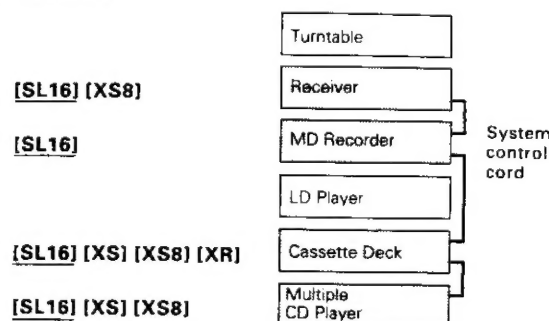 Turntable
[SL16] [XS8] Receiver
[SL16] MD Recorder
System
control
cord
LD Player
[SL16] [XS] [XS8] [XR] Cassette Deck
[SL16] [XS] [XS8] Multiple
CD Player